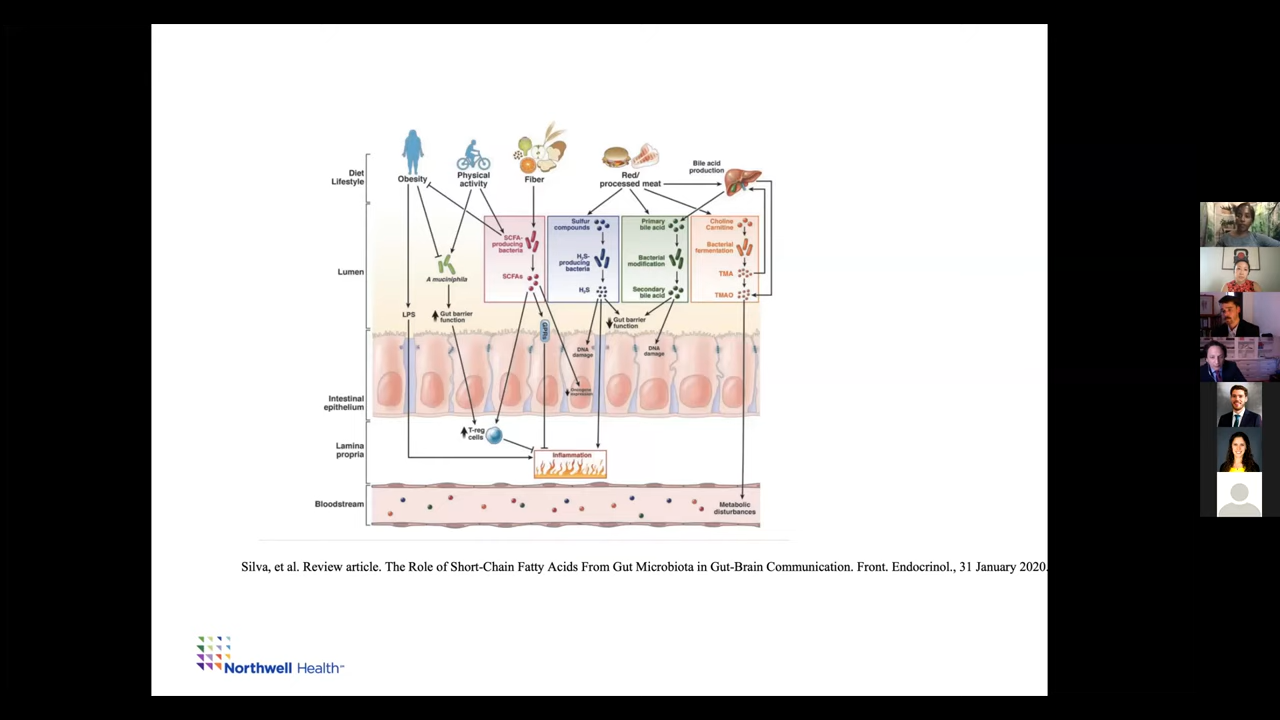 Diet
Lifestyle
Lumen
Intestinal
epithelium
Lamina
propria
Bloodstream
Obesity
Physical
activity
Fiber
Red/
processed meat
Bile acid
production
A muciniphila
LPS
Gut barrier
function
SCFA-
producing
bacteria
SCFAs
Sulfur
compounds
H₂S-
producing
bacteria
H₂S
Primary
bile acid
Bacterial
modification
Secondary
bile acid
Choline
Carnitine
Bacterial
fermentation
TMA
TMAO
Gut barrier
function
DNA
damage
DNA
damage
T-reg
cells
Inflammation
Metabolic
disturbances
Silva, et al. Review article. The Role of Short-Chain Fatty Acids From Gut Microbiota in Gut-Brain Communication. Front. Endocrinol., 31 January 2020.
Northwell Health